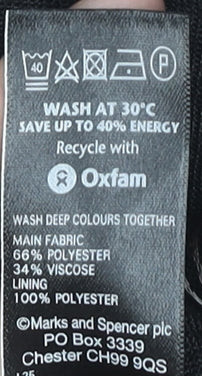 40 P
WASH AT 30°C
SAVE UP TO 40% ENERGY
Recycle with
Oxfam
WASH DEEP COLOURS TOGETHER
MAIN FABRIC
66% POLYESTER
34% VISCOSE
LINING
100% POLYESTER
©Marks and Spencer plc
PO Box 3339
Chester CH99 9QS